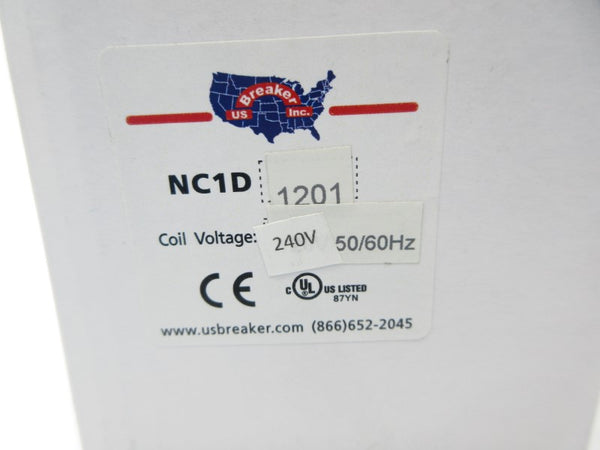 Breaker
US Inc.
NC1D 1201
Coil Voltage: 240V 50/60Hz
CE c UL US LISTED
87YN
www.usbreaker.com (866)652-2045